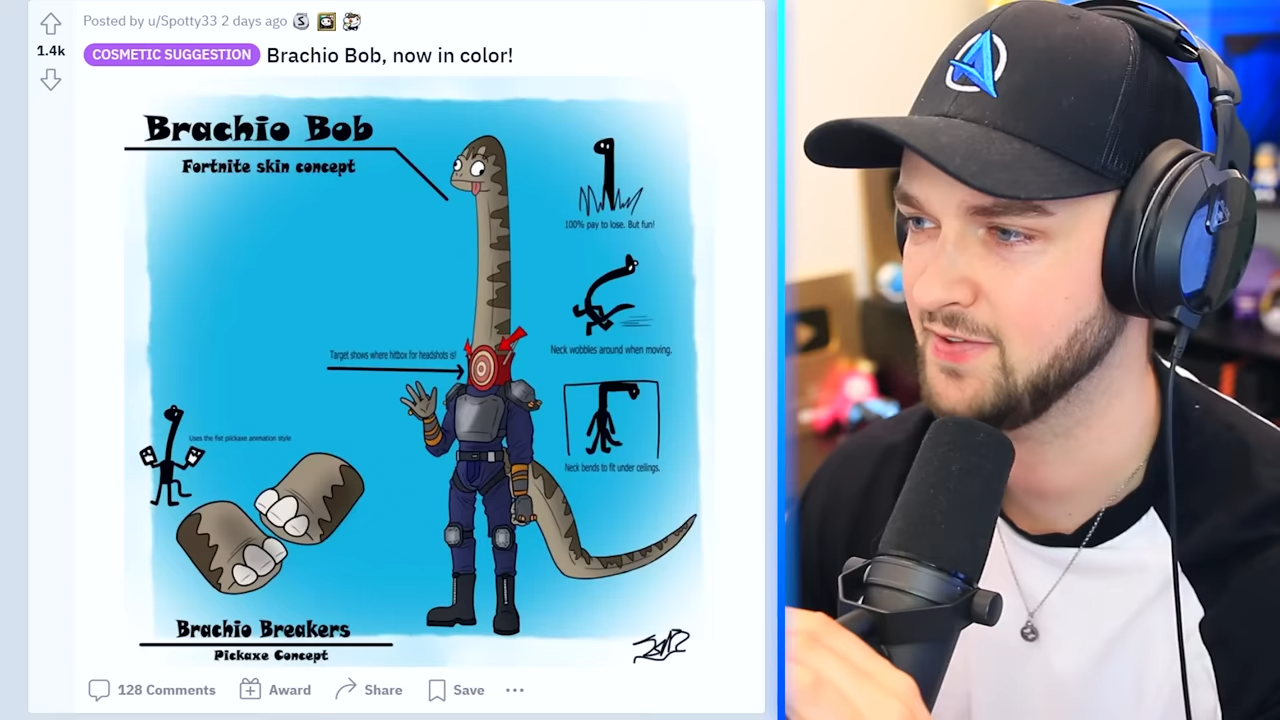 Posted by u/Spotty33 2 days ago
1.4k
COSMETIC SUGGESTION Brachio Bob, now in color!
Brachio Bob
Fortnite skin concept
100% pay to lose. But fun!
Target shows where hitbox for headshots is!
Neck wobbles around when moving.
Uses the fist pickaxe animation style
Neck bends to fit under ceilings.
Brachio Breakers
Pickaxe Concept
128 Comments Award Share Save